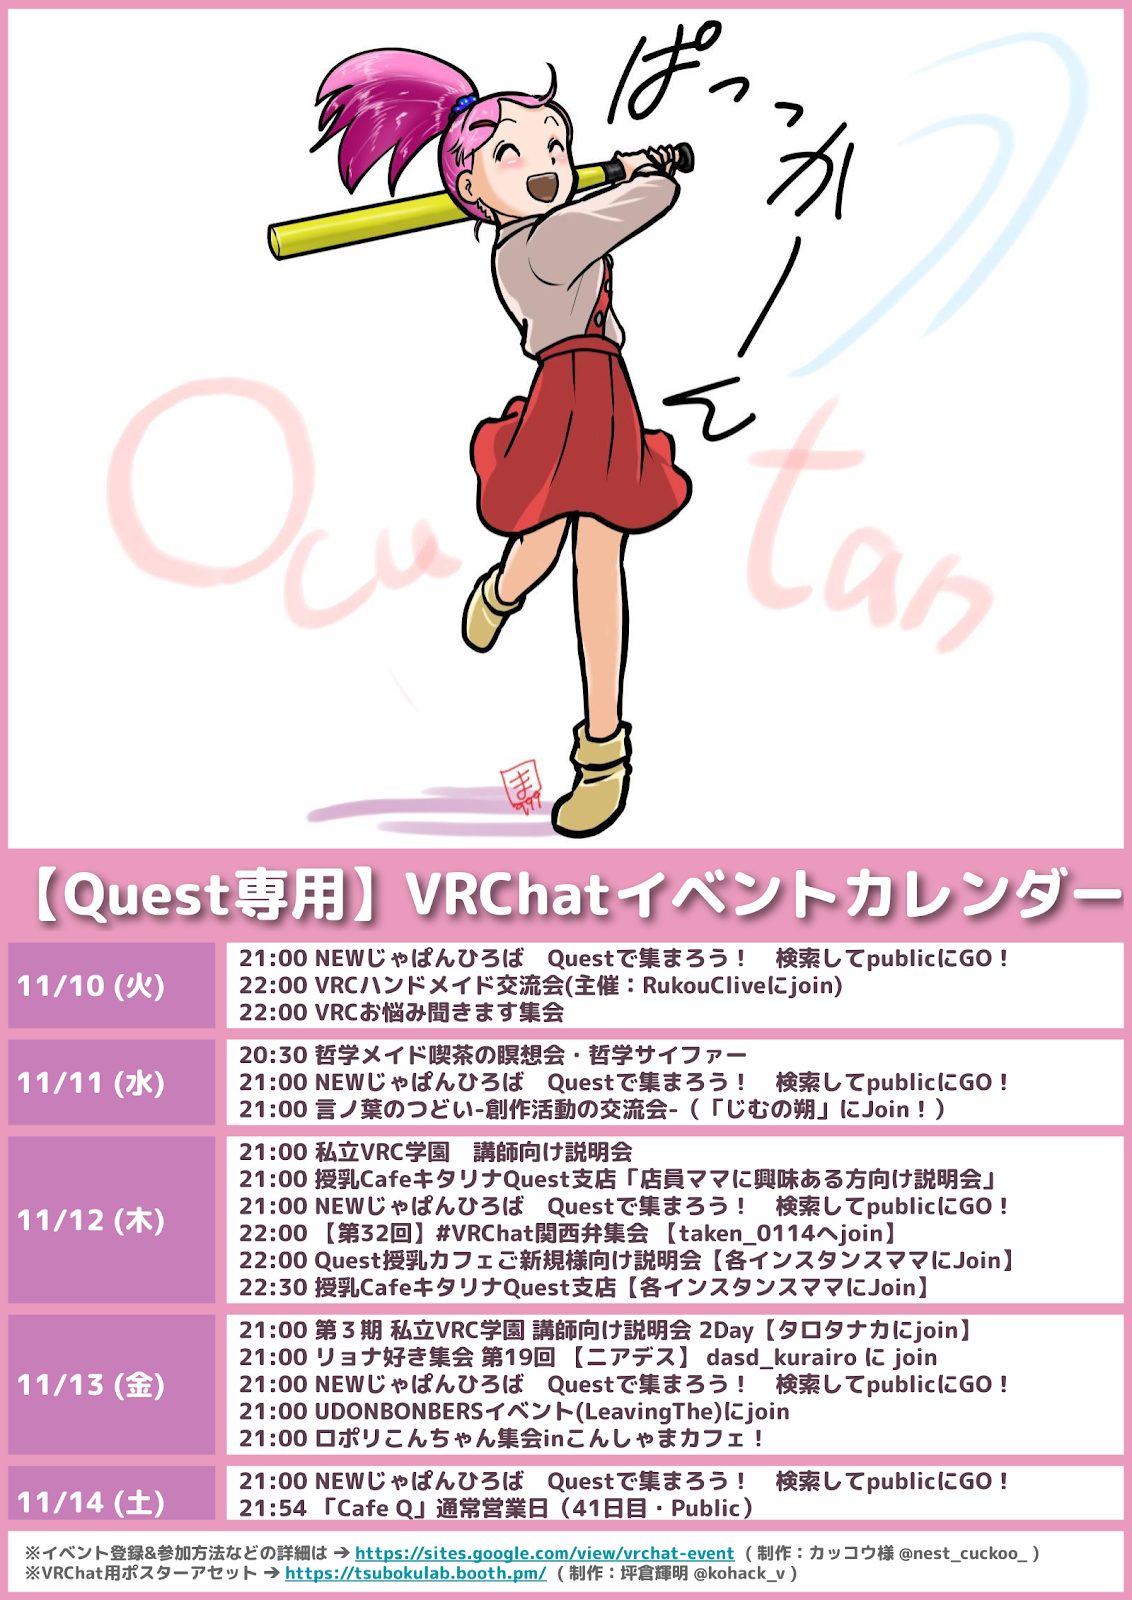 ぱっつかーん
Ocu tan
ま
999
【Quest専用】VRChatイベントカレンダー
11/10 (火)
21:00 NEWじゃぱんひろば　Questで集まろう！　検索してpublicにGO！
22:00 VRCハンドメイド交流会(主催：RukouCliveにjoin)
22:00 VRCお悩み聞きます集会
11/11 (水)
20:30 哲学メイド喫茶の瞑想会・哲学サイファー
21:00 NEWじゃぱんひろば　Questで集まろう！　検索してpublicにGO！
21:00 言ノ葉のつどい-創作活動の交流会-（「じむの朔」にJoin！）
11/12 (木)
21:00 私立VRC学園　講師向け説明会
21:00 授乳CafeキタリナQuest支店「店員ママに興味ある方向け説明会」
21:00 NEWじゃぱんひろば　Questで集まろう！　検索してpublicにGO！
22:00 【第32回】#VRChat関西弁集会 【taken_0114へjoin】
22:00 Quest授乳カフェご新規様向け説明会【各インスタンスママにJoin】
22:30 授乳CafeキタリナQuest支店【各インスタンスママにJoin】
11/13 (金)
21:00 第３期 私立VRC学園 講師向け説明会 2Day【タロタナカにjoin】
21:00 リョナ好き集会 第19回 【ニアデス】 dasd_kurairo に join
21:00 NEWじゃぱんひろば　Questで集まろう！　検索してpublicにGO！
21:00 UDONBONBERSイベント(LeavingThe)にjoin
21:00 ロポリこんちゃん集会inこんしゃまカフェ！
11/14 (土)
21:00 NEWじゃぱんひろば　Questで集まろう！　検索してpublicにGO！
21:54 「Cafe Q」通常営業日（41日目・Public）
※イベント登録&参加方法などの詳細は ➔ https://sites.google.com/view/vrchat-event （ 制作：カッコウ様 @nest_cuckoo_ ）
※VRChat用ポスターアセット ➔ https://tsubokulab.booth.pm/ （ 制作：坪倉輝明 @kohack_v ）